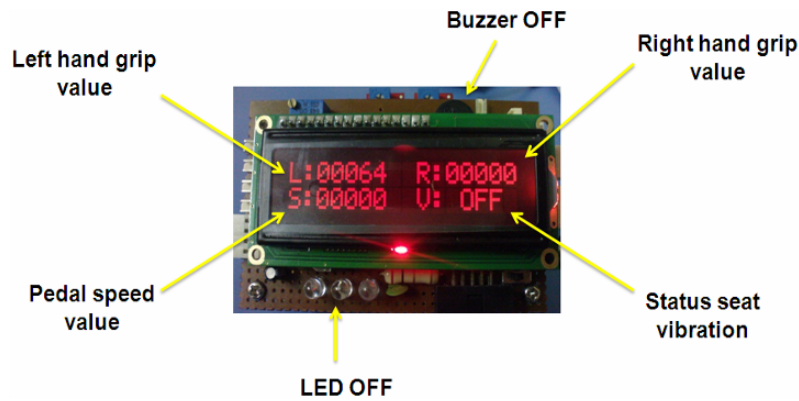 Buzzer OFF
Left hand grip
value
Right hand grip
value
L:00064 R:00000
S:00000 V: OFF
Pedal speed
value
Status seat
vibration
LED OFF